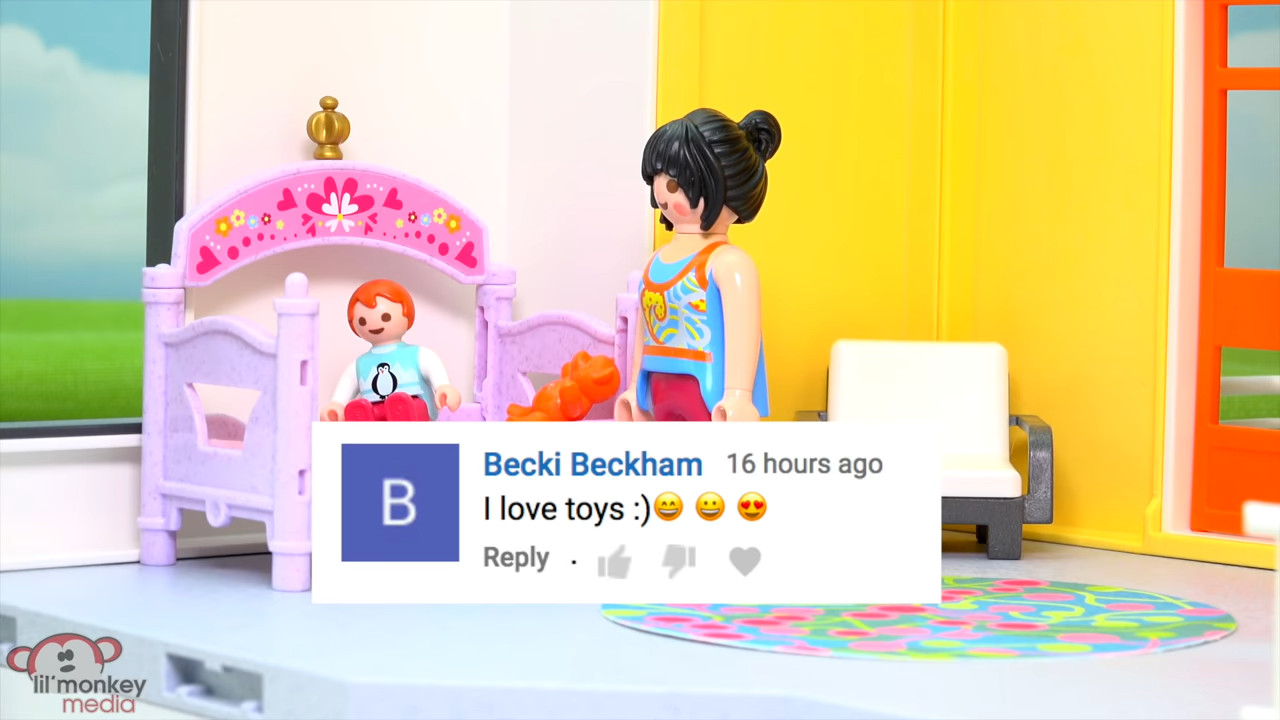 B
Becki Beckham 16 hours ago
I love toys :)😄 😀 😍
Reply ·
lil'monkey
media